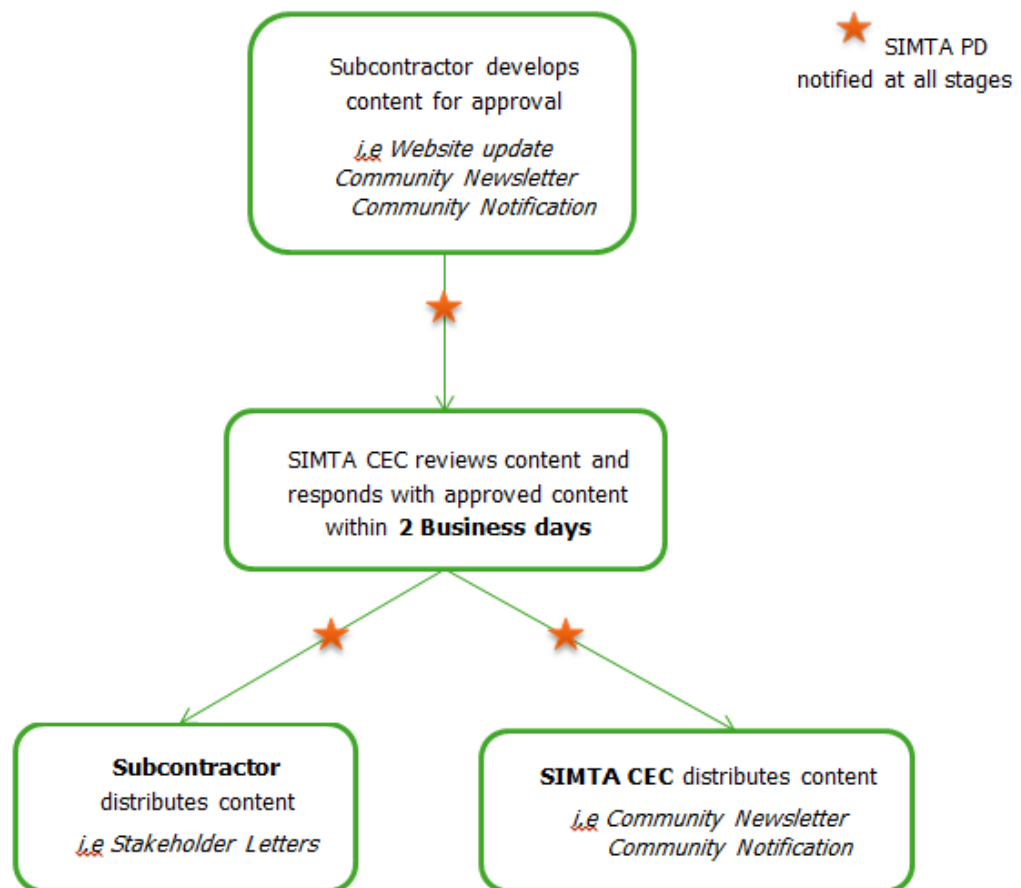 Subcontractor develops
content for approval
i,e Website update
Community Newsletter
Community Notification
SIMTA PD
notified at all stages
SIMTA CEC reviews content and
responds with approved content
within 2 Business days
Subcontractor
distributes content
i,e Stakeholder Letters
SIMTA CEC distributes content
i,e Community Newsletter
Community Notification